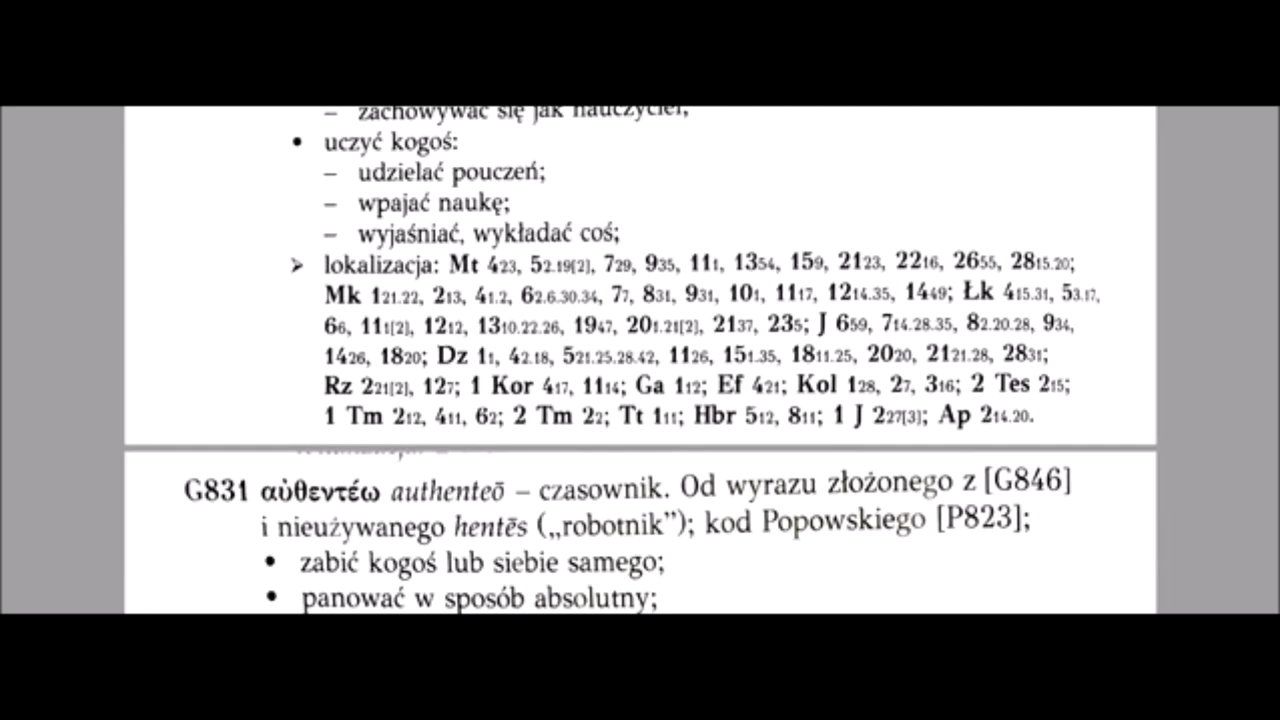 – zachowywać się jak nauczyciel;
• uczyć kogoś:
– udzielać pouczeń;
– wpajać naukę;
– wyjaśniać, wykładać coś;
➢ lokalizacja: Mt 423, 52.19[2], 729, 935, 111, 1354, 159, 2123, 2216, 2655, 2815.20;
Mk 121.22, 213, 41.2, 62.6.30.34, 77, 831, 931, 101, 1117, 1214.35, 1449; Łk 415.31, 53.17,
66, 111[2], 1212, 1310.22.26, 1947, 201.21[2], 2137, 235; J 659, 714.28.35, 82.20.28, 934,
1426, 1820; Dz 11, 42.18, 521.25.28.42, 1126, 151.35, 1811.25, 2020, 2121.28, 2831;
Rz 221[2], 127; 1 Kor 417, 1114; Ga 112; Ef 421; Kol 128, 27, 316; 2 Tes 215;
1 Tm 212, 411, 62; 2 Tm 22; Tt 111; Hbr 512, 811; 1 J 227[3]; Ap 214.20.
G831 αὐθεντέω authenteō – czasownik. Od wyrazu złożonego z [G846]
i nieużywanego hentēs („robotnik”); kod Popowskiego [P823];
• zabić kogoś lub siebie samego;
• panować w sposób absolutny;